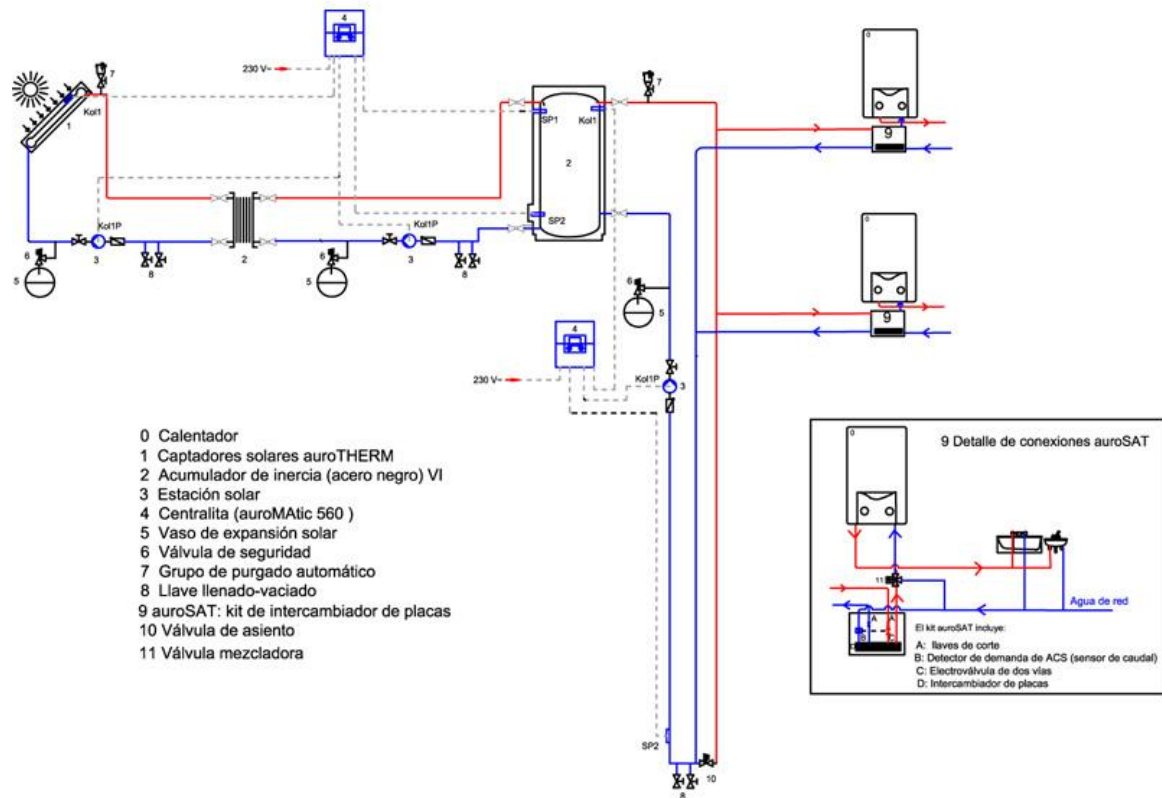 4
0
7
230 V
7
9
1
Kol1
SP1
Kol1
2
SP2
Kol1P
Kol1P
6
3
8
2
6
3
8
5
5
6
5
0
9
4
230 V
Kol1P
3
0 Calentador
1 Captadores solares auroTHERM
2 Acumulador de inercia (acero negro) VI
3 Estación solar
4 Centralita (auroMAtic 560 )
5 Vaso de expansión solar
6 Válvula de seguridad
7 Grupo de purgado automático
8 Llave llenado-vaciado
9 auroSAT: kit de intercambiador de placas
10 Válvula de asiento
11 Válvula mezcladora
SP2
8
10
0
9 Detalle de conexiones auroSAT
11
Agua de red
A
A
B
C
D
El kit auroSAT incluye:
A: llaves de corte
B: Detector de demanda de ACS (sensor de caudal)
C: Electroválvula de dos vías
D: Intercambiador de placas